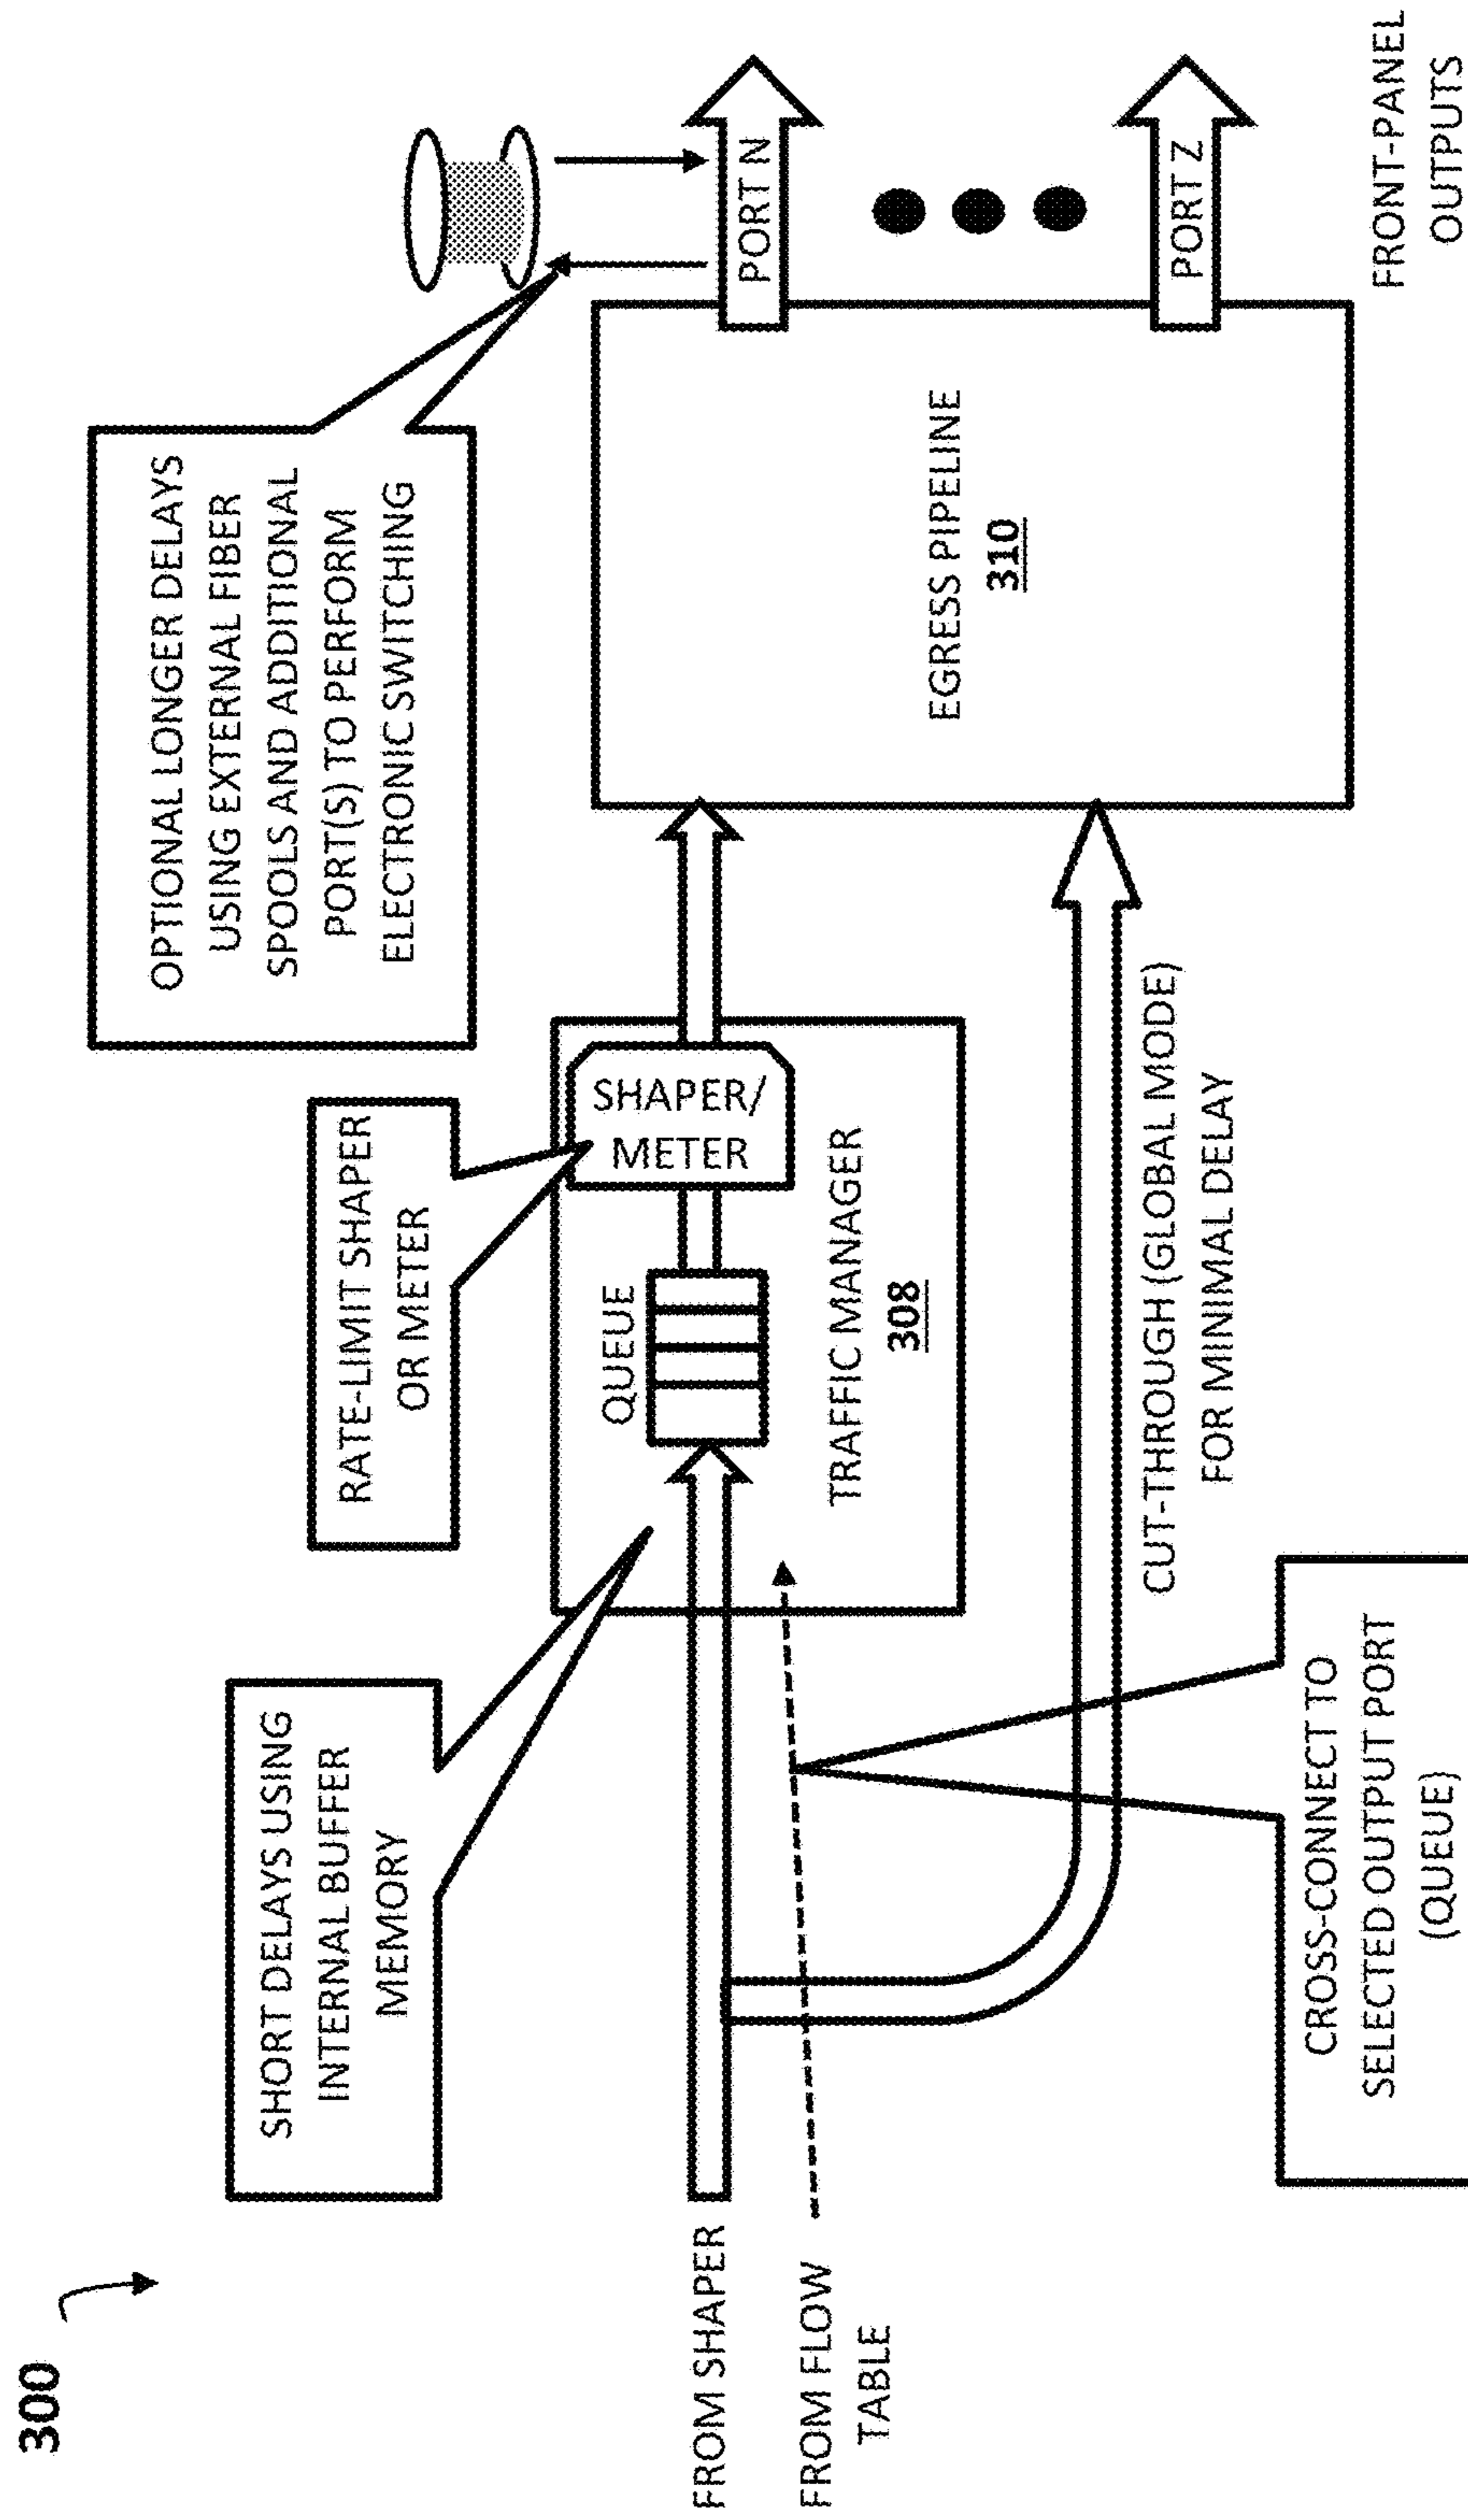 300
SHORT DELAYS USING
INTERNAL BUFFER
MEMORY
RATE-LIMIT SHAPER
OR METER
OPTIONAL LONGER DELAYS
USING EXTERNAL FIBER
SPOOLS AND ADDITIONAL
PORT(S) TO PERFORM
ELECTRONIC SWITCHING
FROM SHAPER
FROM FLOW
TABLE
QUEUE
SHAPER/
METER
TRAFFIC MANAGER
308
EGRESS PIPELINE
310
PORT N
PORT Z
CUT-THROUGH (GLOBAL MODE)
FOR MINIMAL DELAY
CROSS-CONNECT TO
SELECTED OUTPUT PORT
(QUEUE)
FRONT-PANEL
OUTPUTS